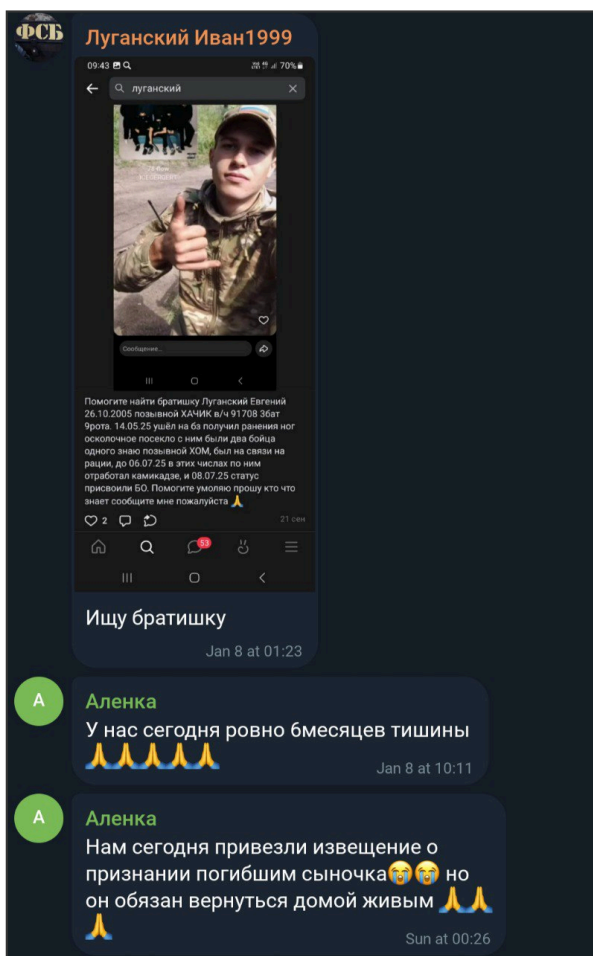 ФСБ
Луганский Иван1999
09:43
70%
луганский
Сообщение...
Помогите найти братишку Луганский Евгений
26.10.2005 позывной ХАЧИК в/ч 91708 3бат
9рота. 14.05.25 ушёл на бз получил ранения ног
осколочное посекло с ним были два бойца
одного знаю позывной ХОМ, был на связи на
рации, до 06.07.25 в этих числах по ним
отработал камикадзе, и 08.07.25 статус
присвоили БО. Помогите умоляю прошу кто что
знает сообщите мне пожалуйста 🙏
2
21 сен
53
Ищу братишку
Jan 8 at 01:23
А
Аленка
У нас сегодня ровно 6месяцев тишины
🙏🙏🙏🙏🙏
Jan 8 at 10:11
А
Аленка
Нам сегодня привезли извещение о
признании погибшим сыночка😭😭 но
он обязан вернуться домой живым 🙏🙏
🙏
Sun at 00:26